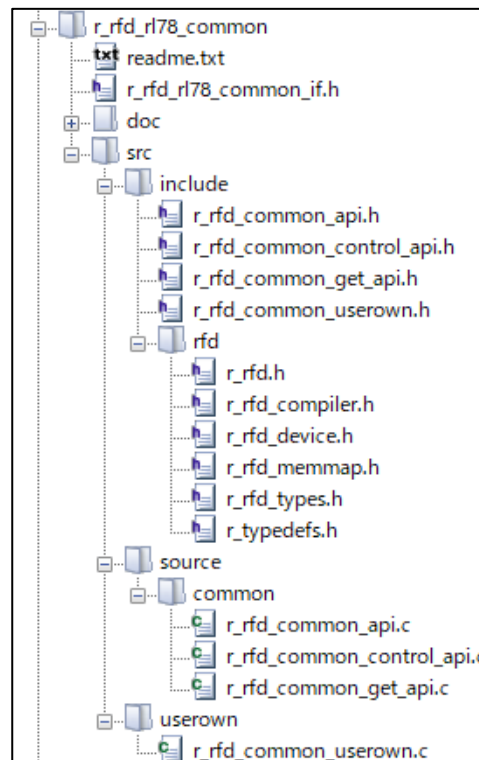 r_rfd_rl78_common
txt readme.txt
h r_rfd_rl78_common_if.h
doc
src
include
h r_rfd_common_api.h
h r_rfd_common_control_api.h
h r_rfd_common_get_api.h
h r_rfd_common_userown.h
rfd
h r_rfd.h
h r_rfd_compiler.h
h r_rfd_device.h
h r_rfd_memmap.h
h r_rfd_types.h
h r_typedefs.h
source
common
c r_rfd_common_api.c
c r_rfd_common_control_api.c
c r_rfd_common_get_api.c
userown
c r_rfd_common_userown.c